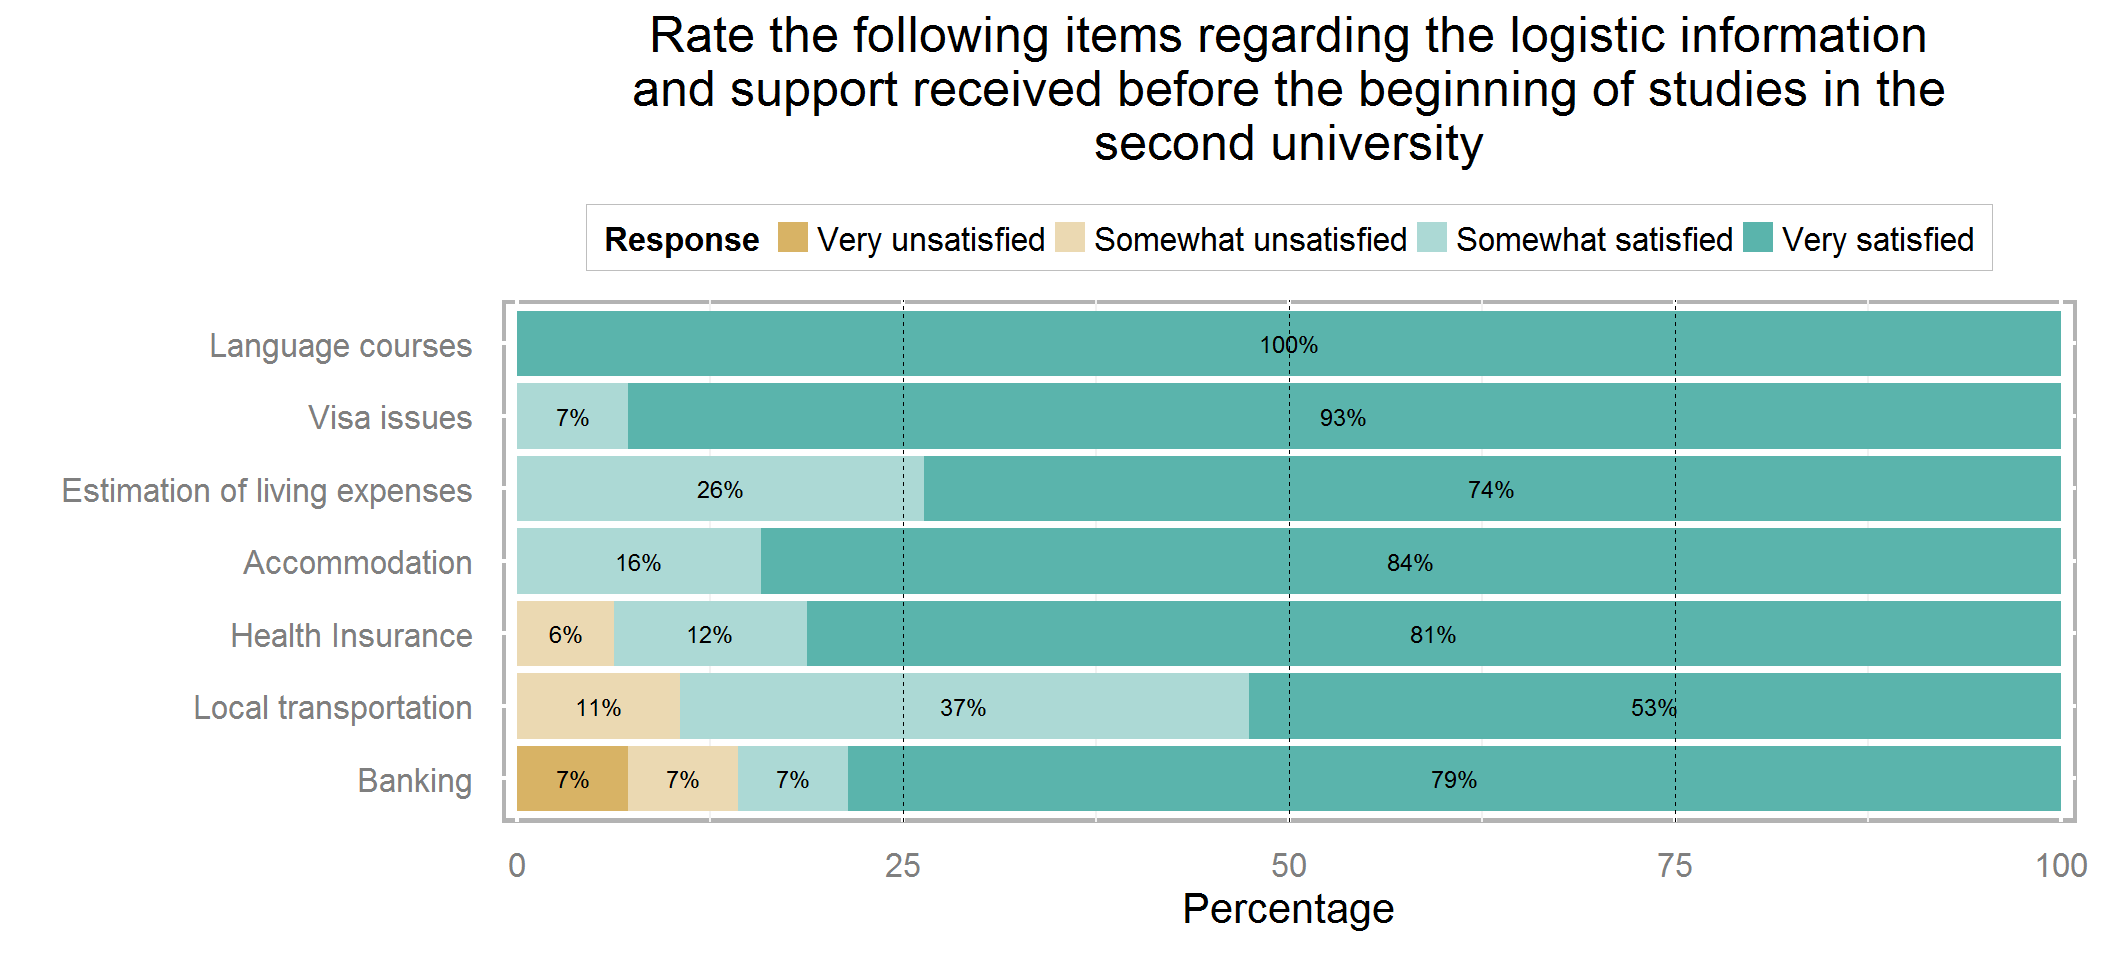 Rate the following items regarding the logistic information
and support received before the beginning of studies in the
second university
Response Very unsatisfied Somewhat unsatisfied Somewhat satisfied Very satisfied
Language courses 100%
Visa issues 7% 93%
Estimation of living expenses 26% 74%
Accommodation 16% 84%
Health Insurance 6% 12% 81%
Local transportation 11% 37% 53%
Banking 7% 7% 7% 79%
0 25 50 75 100
Percentage